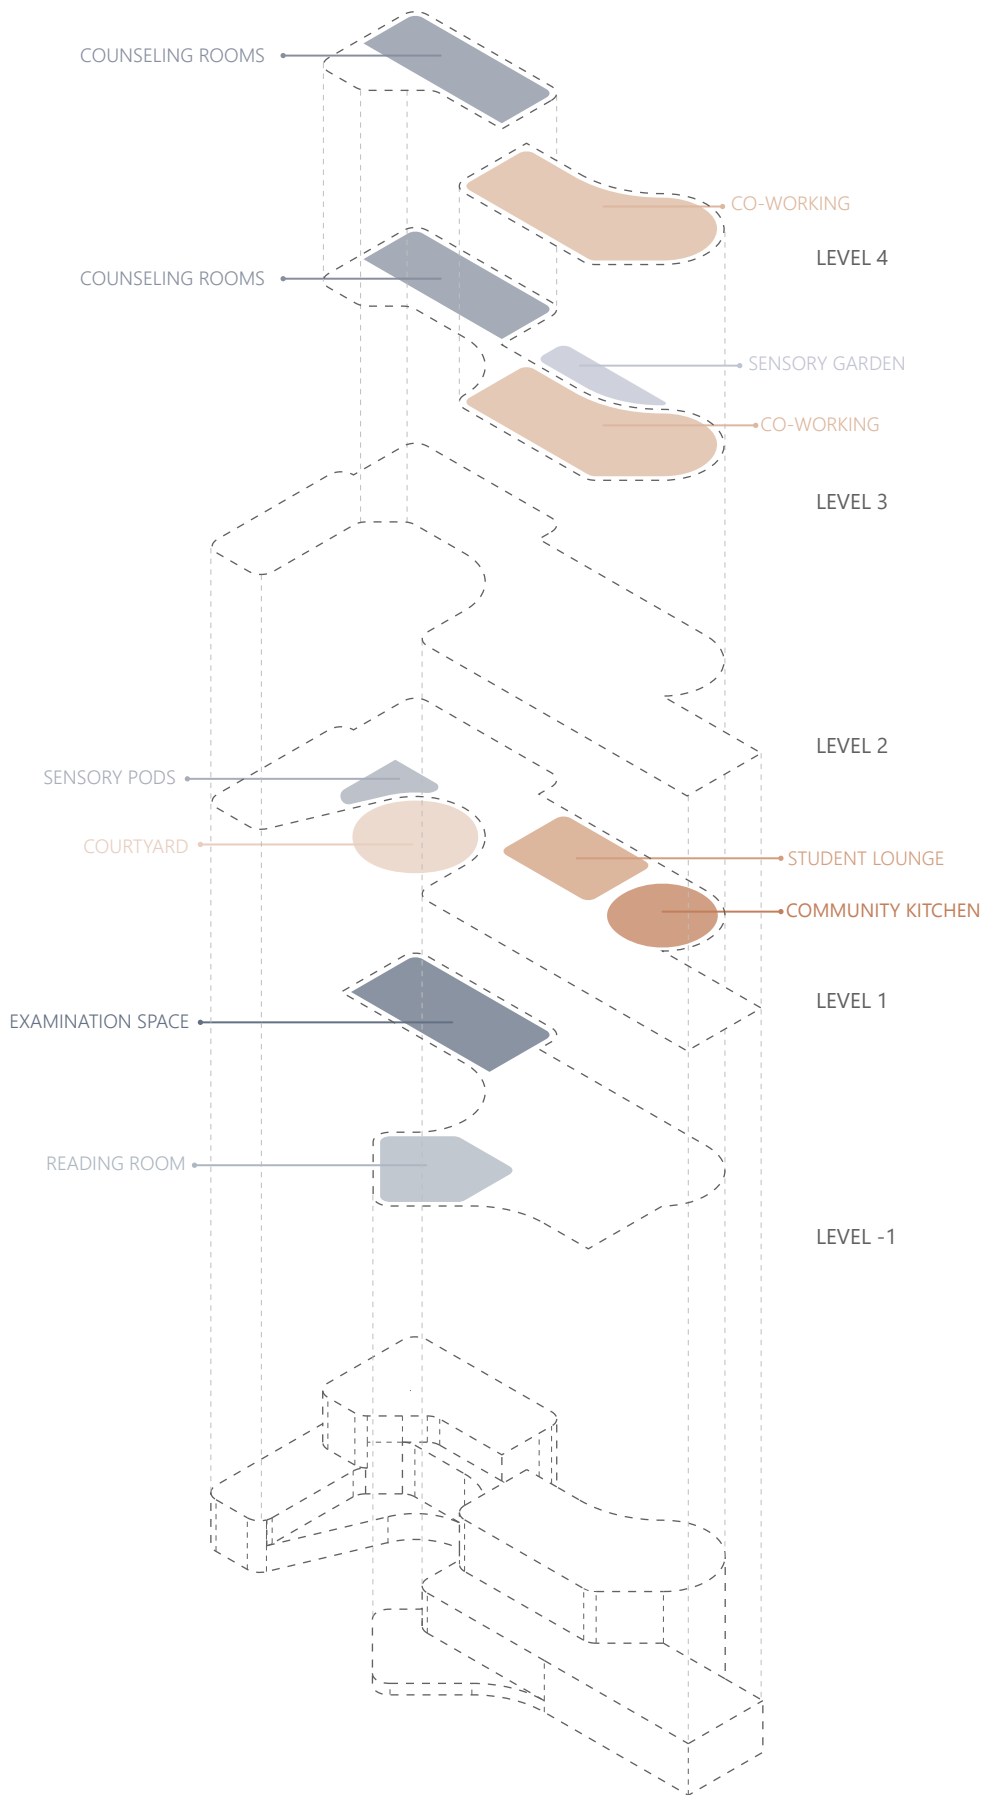 COUNSELING ROOMS
CO-WORKING
LEVEL 4
COUNSELING ROOMS
SENSORY GARDEN
CO-WORKING
LEVEL 3
LEVEL 2
SENSORY PODS
COURTYARD
STUDENT LOUNGE
COMMUNITY KITCHEN
LEVEL 1
EXAMINATION SPACE
READING ROOM
LEVEL -1